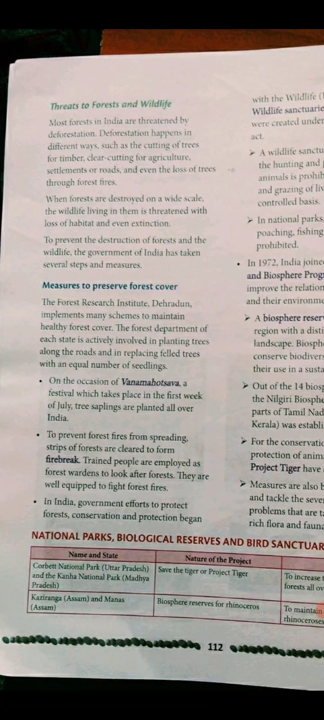 Threats to Forests and Wildlife
Most forests in India are threatened by
deforestation. Deforestation happens in
different ways, such as the cutting of trees
for timber, clear-cutting for agriculture,
settlements or roads, and even the loss of trees
through forest fires.
When forests are destroyed on a wide scale,
the wildlife living in them is threatened with
loss of habitat and even extinction.
To prevent the destruction of forests and the
wildlife, the government of India has taken
several steps and measures.
Measures to preserve forest cover
The Forest Research Institute, Dehradun,
implements many schemes to maintain
healthy forest cover. The forest department of
each state is actively involved in planting trees
along the roads and in replacing felled trees
with an equal number of seedlings.
• On the occasion of Vanamahotsava, a
festival which takes place in the first week
of July, tree saplings are planted all over
India.
• To prevent forest fires from spreading,
strips of forests are cleared to form
firebreak. Trained people are employed as
forest wardens to look after forests. They are
well equipped to fight forest fires.
• In India, government efforts to protect
forests, conservation and protection began
with the Wildlife
Wildlife sanctuarie
were created under
act.
➤ A wildlife sanctu
the hunting and
animals is prohib
and grazing of liv
controlled basis.
➤ In national parks,
poaching, fishing
prohibited.
• In 1972, India joine
and Biosphere Prog
improve the relation
and their environme
➤ A biosphere reser
region with a disti
landscape. Biosph
conserve biodivers
their use in a susta
➤ Out of the 14 bios
the Nilgiri Biosphe
parts of Tamil Nad
Kerala) was establi
➤ For the conservatic
protection of anim
Project Tiger have
➤ Measures are also b
and tackle the seve
problems that are ta
rich flora and fauna
NATIONAL PARKS, BIOLOGICAL RESERVES AND BIRD SANCTUAR
Name and State
Nature of the Project
Corbett National Park (Uttar Pradesh)
and the Kanha National Park (Madhya
Pradesh)
Save the tiger or Project Tiger
To increase
forests all ov
Kaziranga (Assam) and Manas
(Assam)
Biosphere reserves for rhinoceros
To maintain
rhinoceroses
112